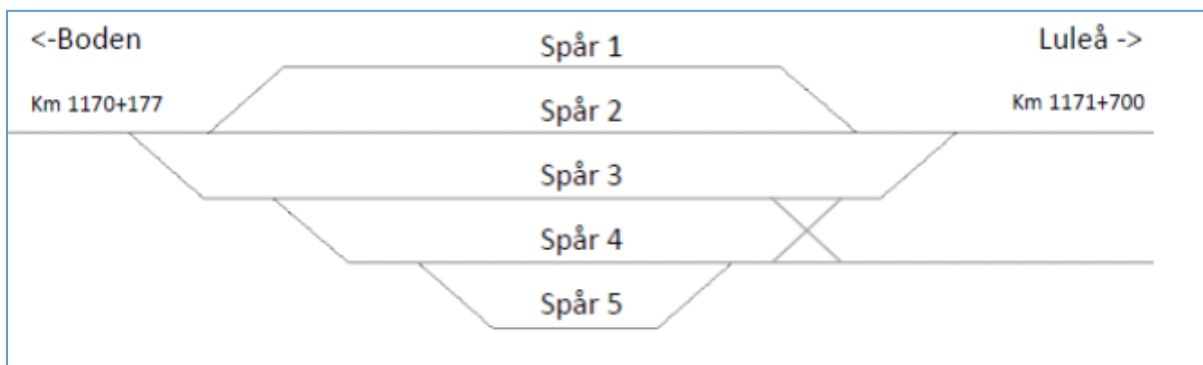 <-Boden
Spår 1
Luleå ->
Km 1170+177
Spår 2
Km 1171+700
Spår 3
Spår 4
Spår 5